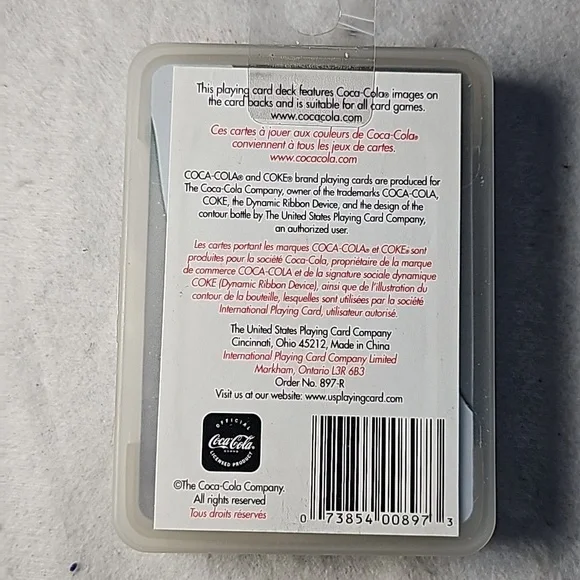 This playing card deck features Coca-Cola® images on
the card backs and is suitable for all card games.
www.cocacola.com
Ces cartes à jouer aux couleurs de Coca-Cola®
conviennent à tous les jeux de cartes.
www.cocacola.com
COCA-COLA® and COKE® brand playing cards are produced for
The Coca-Cola Company, owner of the trademarks COCA-COLA,
COKE, the Dynamic Ribbon Device, and the design of the
contour bottle by The United States Playing Card Company,
an authorized user.
Les cartes portant les marques COCA-COLA® et COKE® sont
produites pour la société Coca-Cola, propriétaire de la marque
de commerce COCA-COLA et de la signature sociale dynamique
COKE (Dynamic Ribbon Device), ainsi que de l'illustration du
contour de la bouteille, lesquelles sont utilisées par la société
International Playing Card, utilisateur autorisé.
The United States Playing Card Company
Cincinnati, Ohio 45212, Made in China
International Playing Card Company Limited
Markham, Ontario L3R 6B3
Order No. 897-R
Visit us at our website: www.usplayingcard.com
OFFICIAL
Coca-Cola
LICENSED PRODUCT
©The Coca-Cola Company.
All rights reserved
Tous droits réservés
0 73854 00897 3